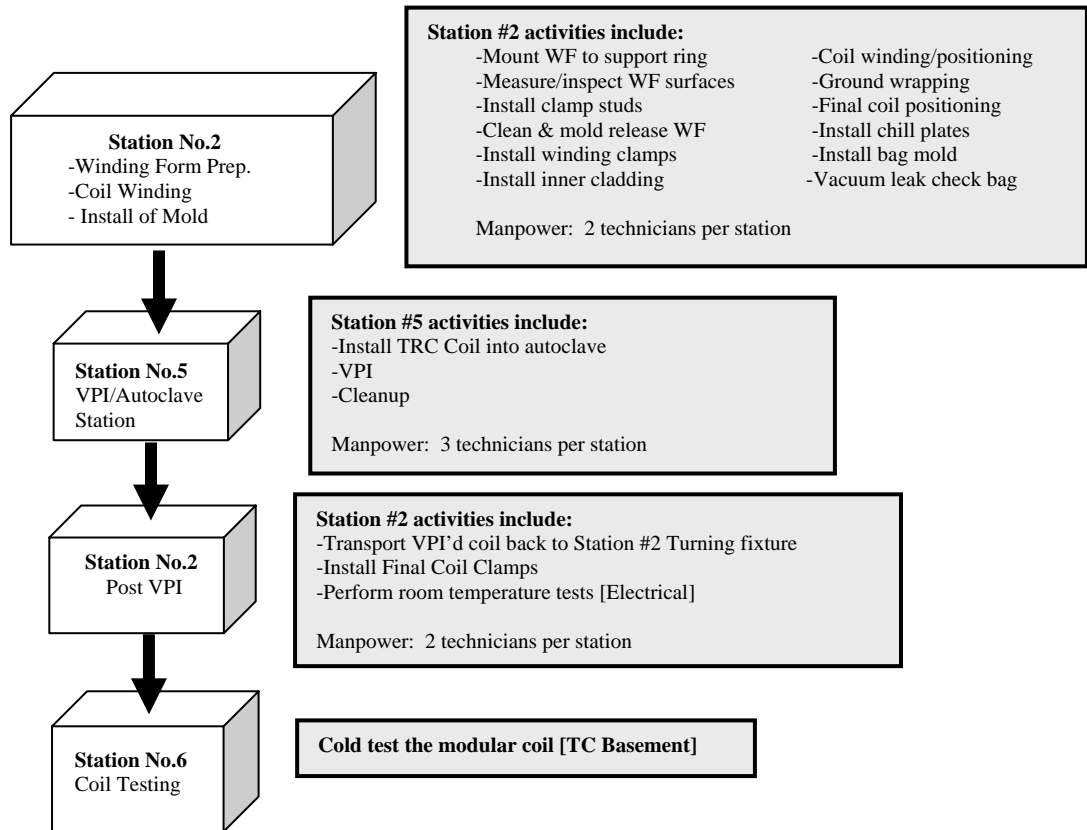 Station No.2
-Winding Form Prep.
-Coil Winding
- Install of Mold
Station #2 activities include:
-Mount WF to support ring
-Measure/inspect WF surfaces
-Install clamp studs
-Clean & mold release WF
-Install winding clamps
-Install inner cladding
-Coil winding/positioning
-Ground wrapping
-Final coil positioning
-Install chill plates
-Install bag mold
-Vacuum leak check bag
Manpower: 2 technicians per station
Station No.5
VPI/Autoclave
Station
Station #5 activities include:
-Install TRC Coil into autoclave
-VPI
-Cleanup
Manpower: 3 technicians per station
Station No.2
Post VPI
Station #2 activities include:
-Transport VPI’d coil back to Station #2 Turning fixture
-Install Final Coil Clamps
-Perform room temperature tests [Electrical]
Manpower: 2 technicians per station
Station No.6
Coil Testing
Cold test the modular coil [TC Basement]